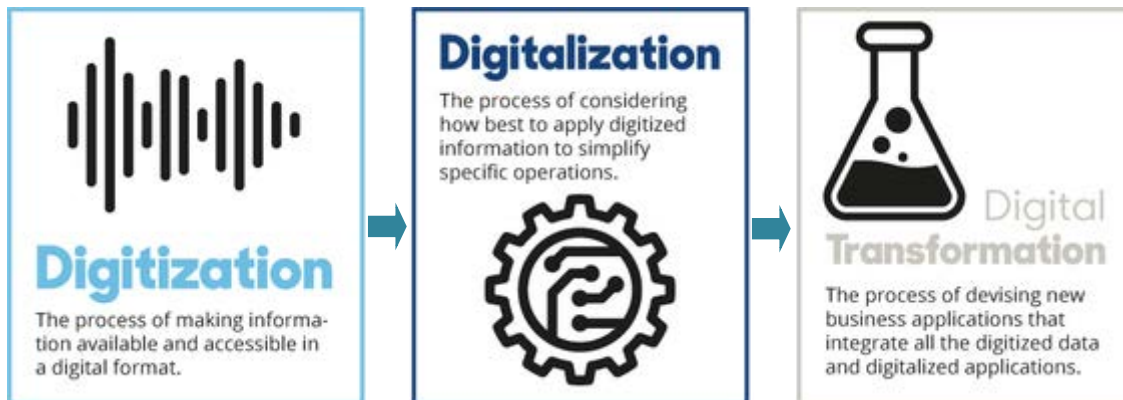 Digitization
The process of making informa-
tion available and accessible in
a digital format.
Digitalization
The process of considering
how best to apply digitized
information to simplify
specific operations.
Digital
Transformation
The process of devising new
business applications that
integrate all the digitized data
and digitalized applications.